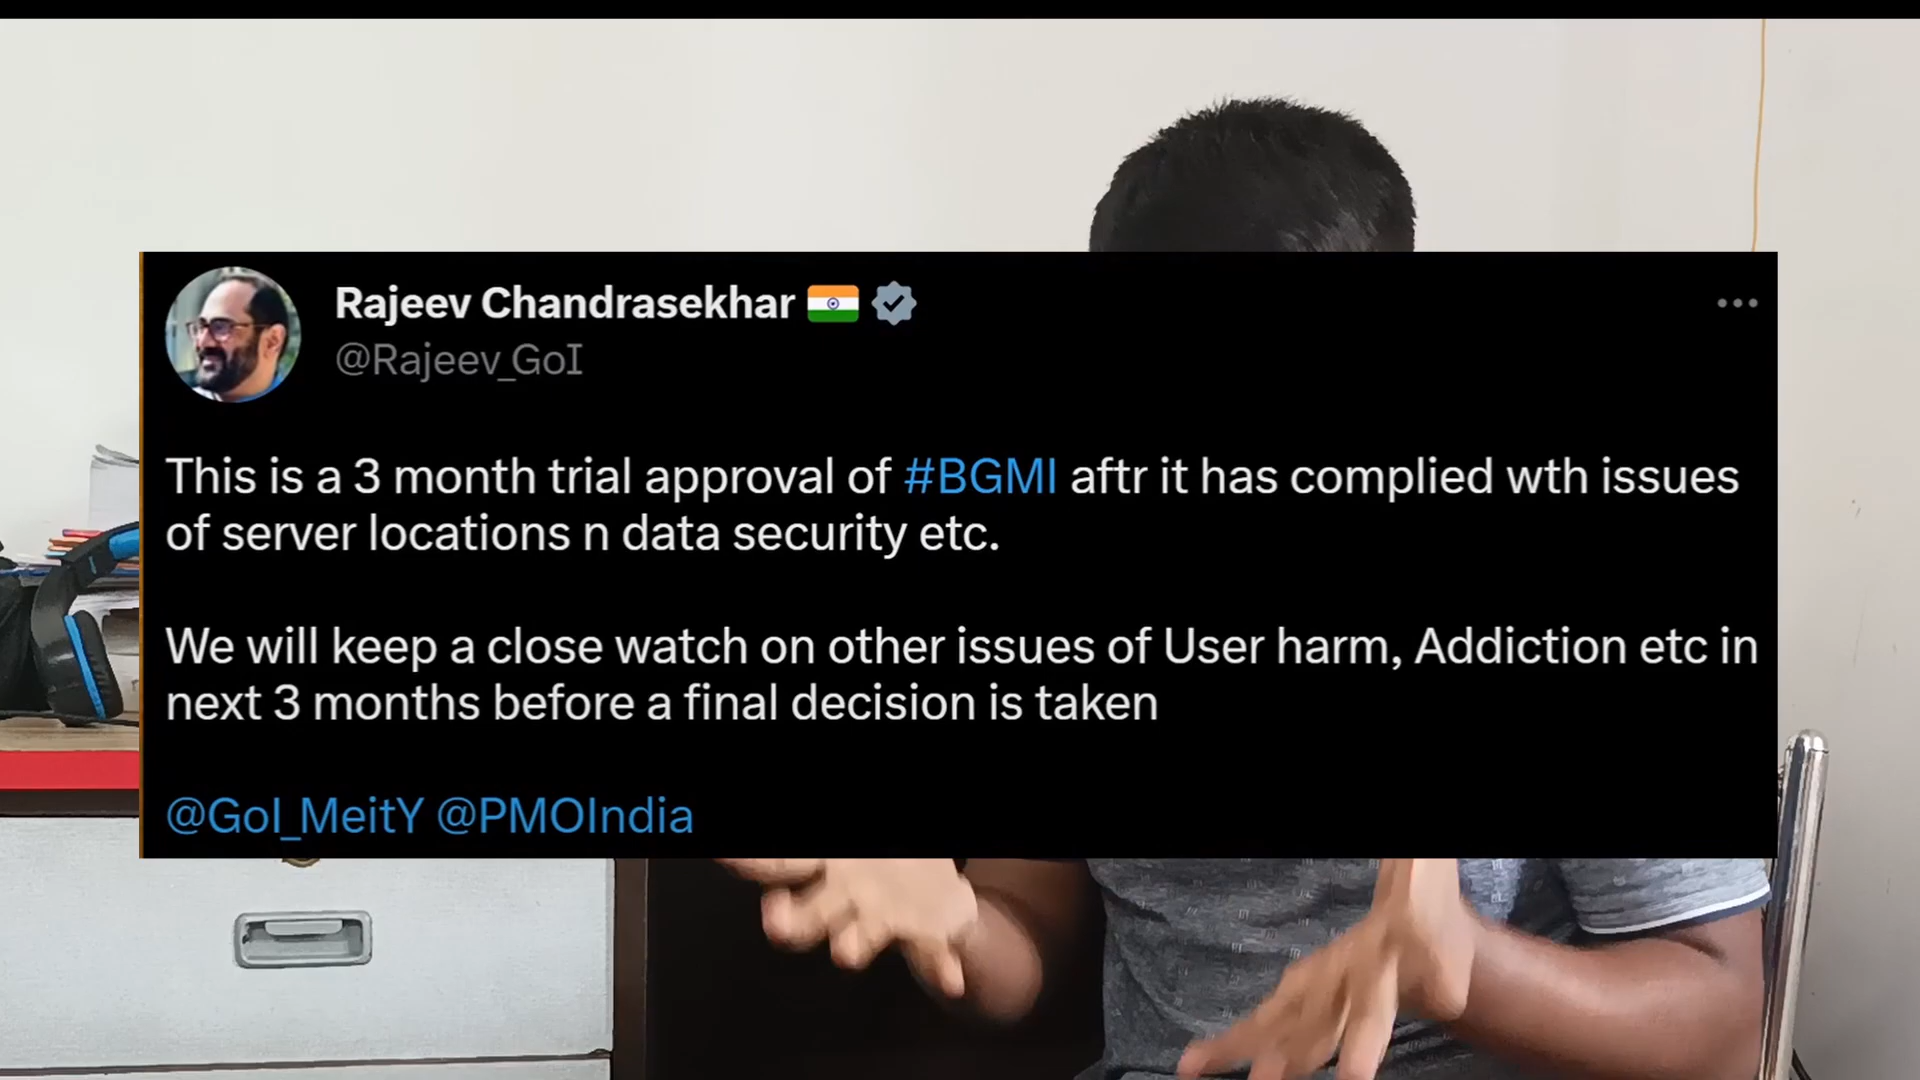 Rajeev Chandrasekhar
@Rajeev_GoI
This is a 3 month trial approval of #BGMI aftr it has complied wth issues
of server locations n data security etc.
We will keep a close watch on other issues of User harm, Addiction etc in
next 3 months before a final decision is taken
@GoI_MeitY @PMOIndia